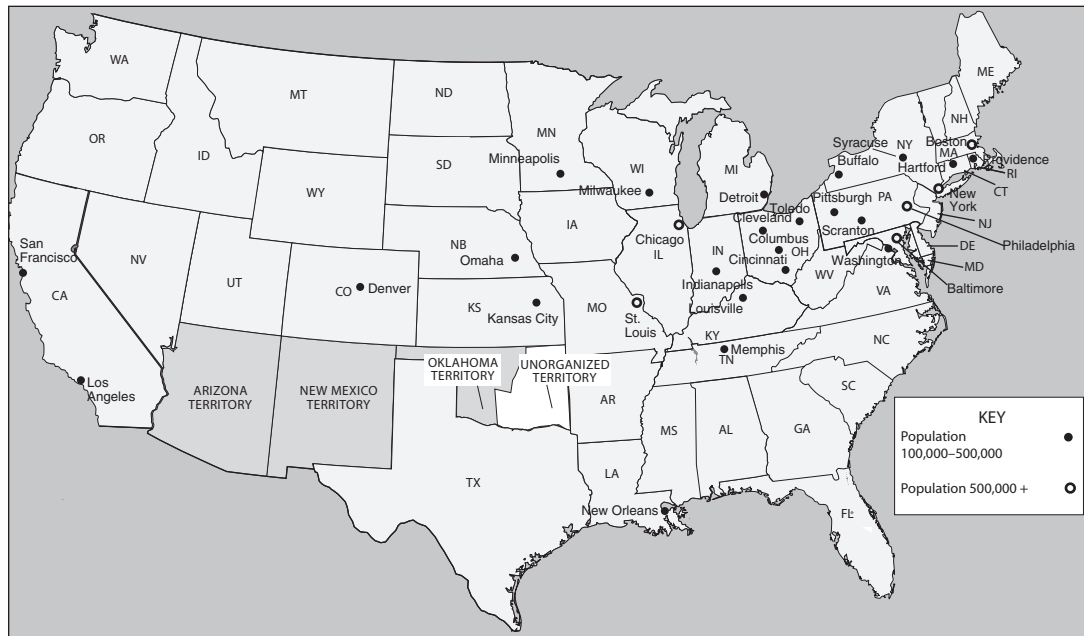 WA
MT
ND
MN
ME
OR
ID
SD
Minneapolis
WI
Milwaukee
MI
Detroit
Syracuse
NY
Buffalo
NH
Boston
MA
Hartford
Providence
RI
CT
WY
IA
NB
Omaha
Chicago
IL
IN
Toledo
Cleveland
Columbus
OH
Cincinnati
Indianapolis
Louisville
Pittsburgh
PA
Scranton
New
York
NJ
Philadelphia
DE
MD
Baltimore
Washington
WV
VA
San
Francisco
NV
UT
CA
CO
Denver
KS
Kansas City
MO
St.
Louis
KY
Memphis
TN
NC
SC
Los
Angeles
ARIZONA
TERRITORY
NEW MEXICO
TERRITORY
OKLAHOMA
TERRITORY
UNORGANIZED
TERRITORY
AR
MS
AL
GA
TX
LA
New Orleans
FL
KEY
Population
100,000–500,000
Population 500,000 +